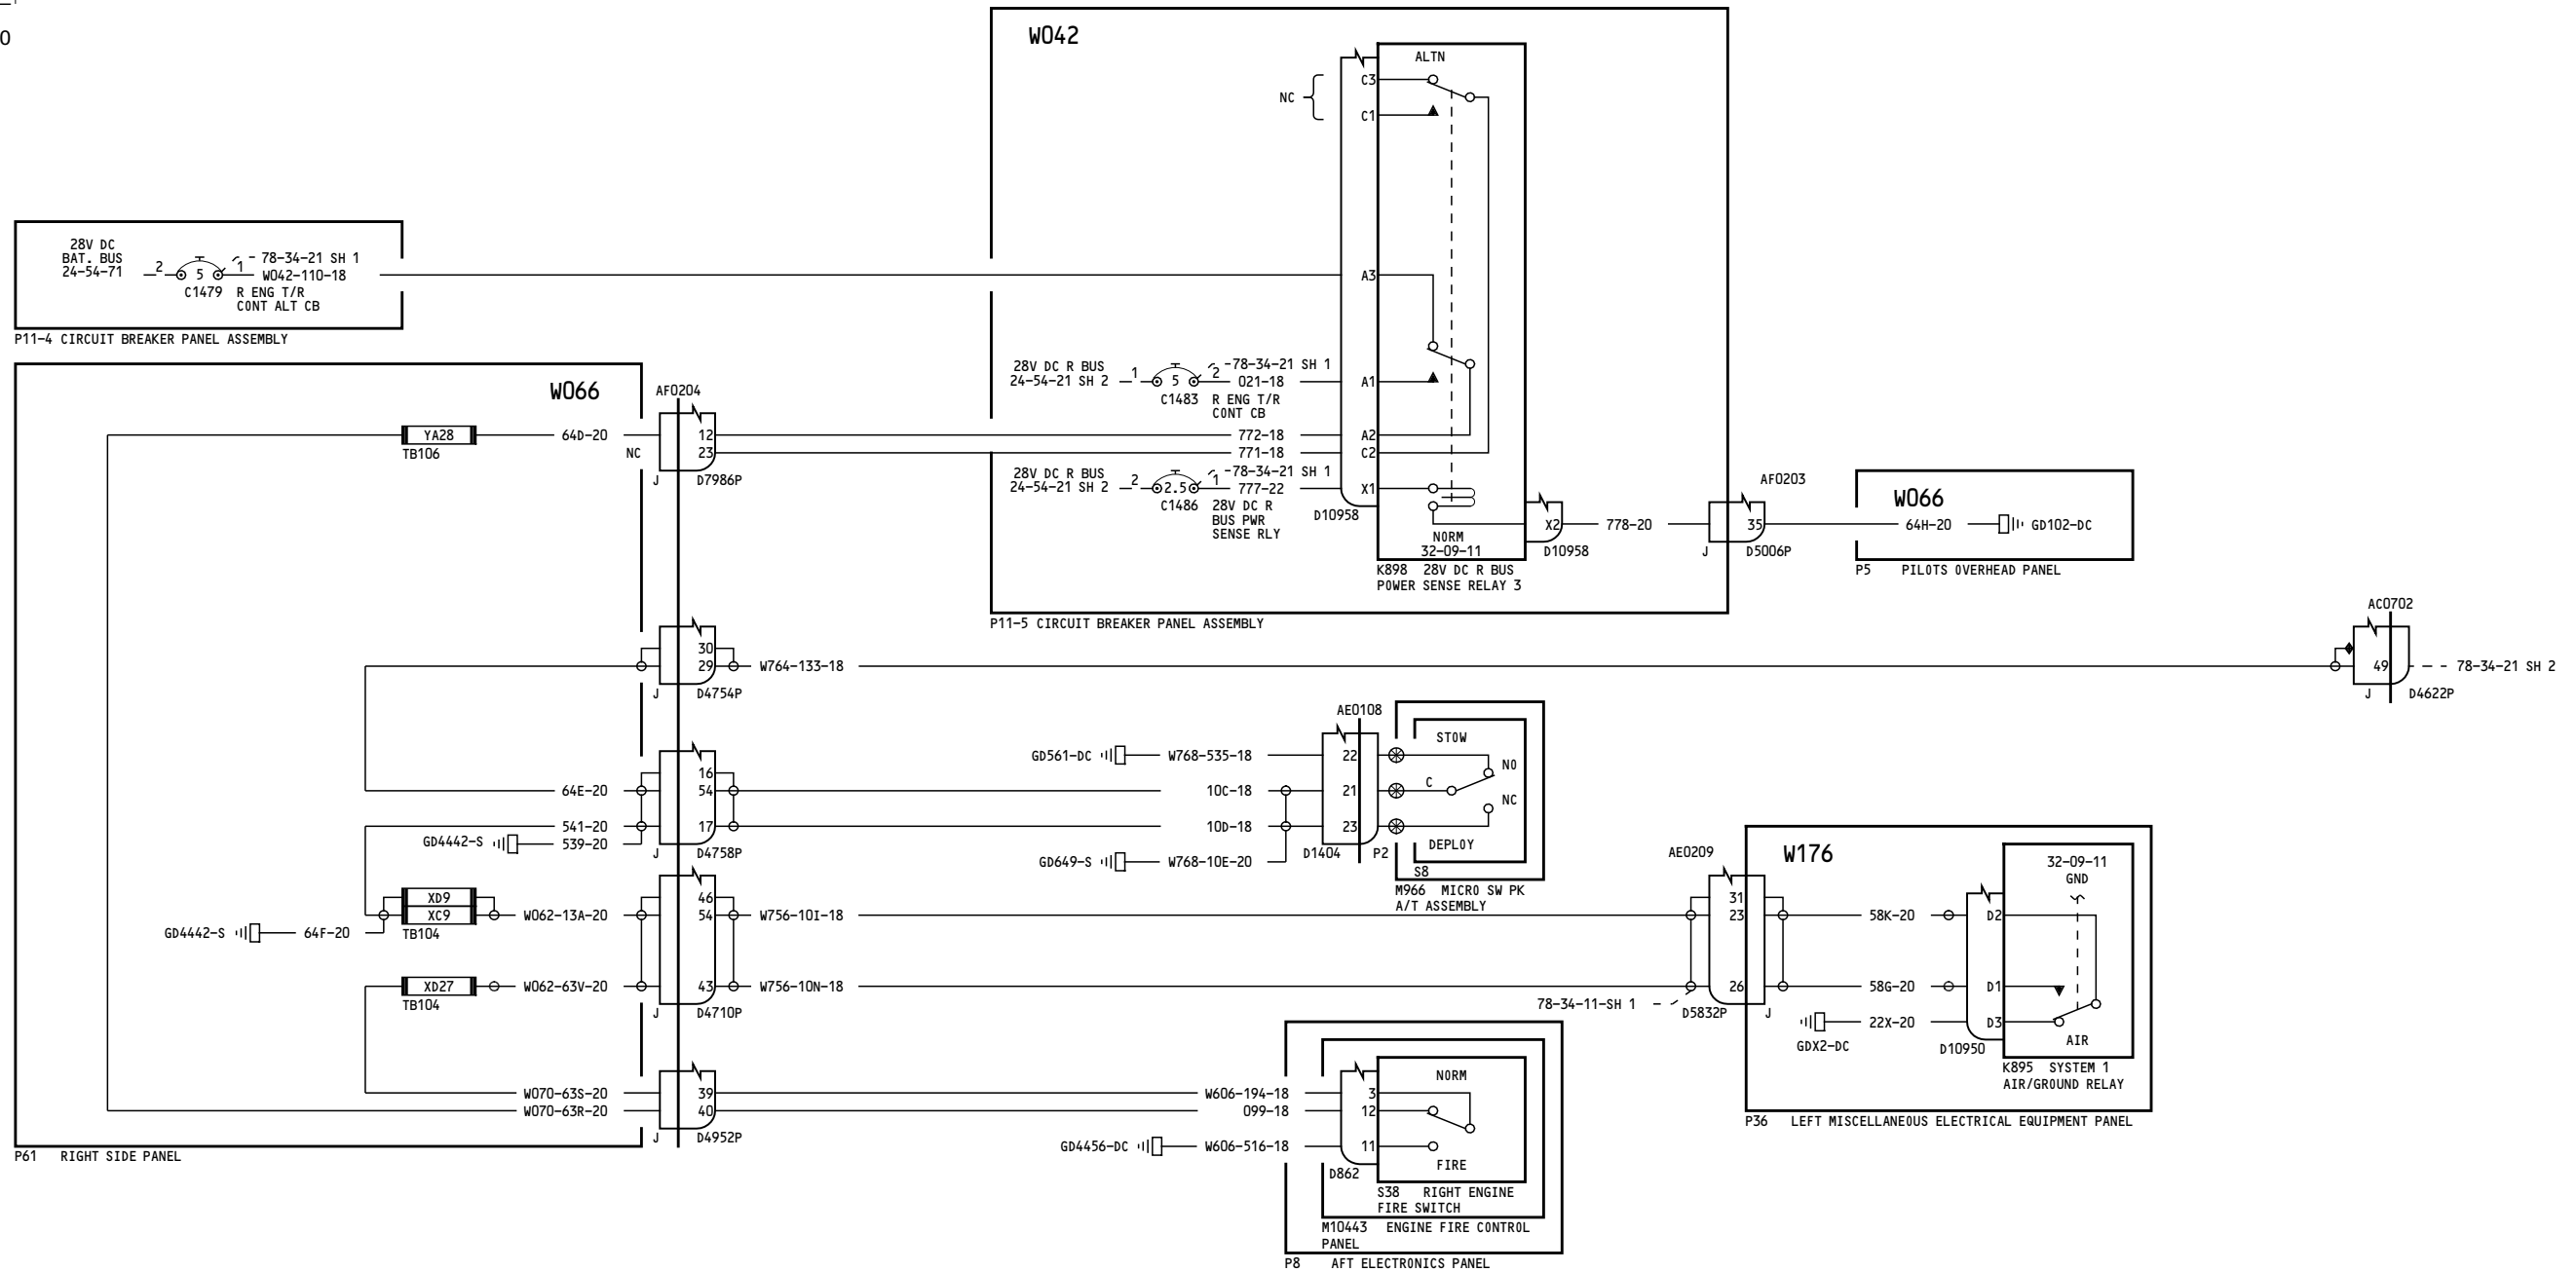 0
W042
ALTN
C3
NC
C1
28V DC
BAT. BUS
24-54-71
2
5
1
78-34-21 SH 1
W042-110-18
C1479
R ENG T/R
CONT ALT CB
A3
P11-4 CIRCUIT BREAKER PANEL ASSEMBLY
W066
AF0204
28V DC R BUS
24-54-21 SH 2
1
5
2
78-34-21 SH 1
021-18
A1
C1483
R ENG T/R
CONT CB
YA28
TB106
64D-20
12
772-18
A2
NC
23
771-18
C2
J
D7986P
28V DC R BUS
24-54-21 SH 2
2
2.5
1
78-34-21 SH 1
777-22
X1
C1486
28V DC R
BUS PWR
SENSE RLY
D10958
NORM
32-09-11
X2
D10958
778-20
AF0203
35
J
D5006P
W066
64H-20
GD102-DC
K898 28V DC R BUS
POWER SENSE RELAY 3
P5 PILOTS OVERHEAD PANEL
P11-5 CIRCUIT BREAKER PANEL ASSEMBLY
AC0702
30
29
W764-133-18
49
78-34-21 SH 2
J
D4754P
J
D4622P
AE0108
GD561-DC
W768-535-18
22
STOW
NO
16
64E-20
54
10C-18
21
C
NC
541-20
17
10D-18
23
GD4442-S
539-20
J
D4758P
GD649-S
W768-10E-20
D1404
P2
DEPLOY
S8
M966 MICRO SW PK
A/T ASSEMBLY
AE0209
W176
32-09-11
GND
XD9
XC9
TB104
GD4442-S
64F-20
W062-13A-20
46
54
W756-10I-18
31
23
58K-20
D2
XD27
TB104
W062-63V-20
43
W756-10N-18
26
58G-20
D1
J
D4710P
78-34-11-SH 1
D5832P
J
22X-20
D3
GDX2-DC
D10950
AIR
K895 SYSTEM 1
AIR/GROUND RELAY
P36 LEFT MISCELLANEOUS ELECTRICAL EQUIPMENT PANEL
W070-63S-20
39
W606-194-18
3
NORM
W070-63R-20
40
099-18
12
J
D4952P
GD4456-DC
W606-516-18
11
FIRE
D862
P61 RIGHT SIDE PANEL
S38 RIGHT ENGINE
FIRE SWITCH
M10443 ENGINE FIRE CONTROL
PANEL
P8 AFT ELECTRONICS PANEL